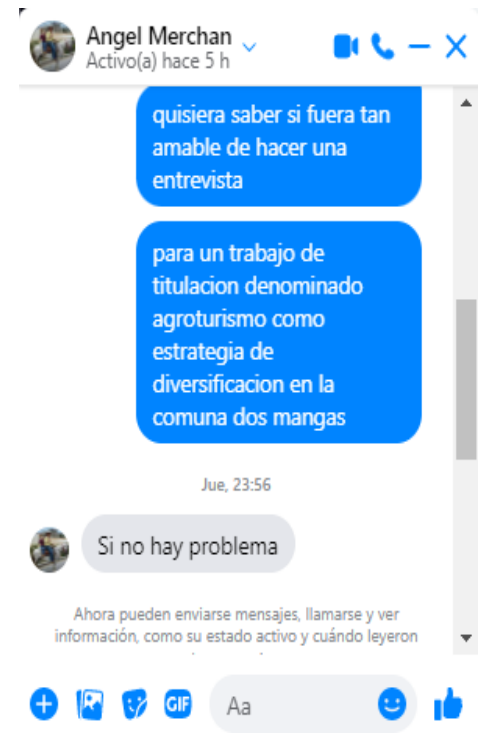 Angel Merchan
Activo(a) hace 5 h
quisiera saber si fuera tan
amable de hacer una
entrevista
para un trabajo de
titulacion denominado
agroturismo como
estrategia de
diversificacion en la
comuna dos mangas
Jue, 23:56
Si no hay problema
Ahora pueden enviarse mensajes, llamarse y ver
información, como su estado activo y cuándo leyeron
GIF
Aa